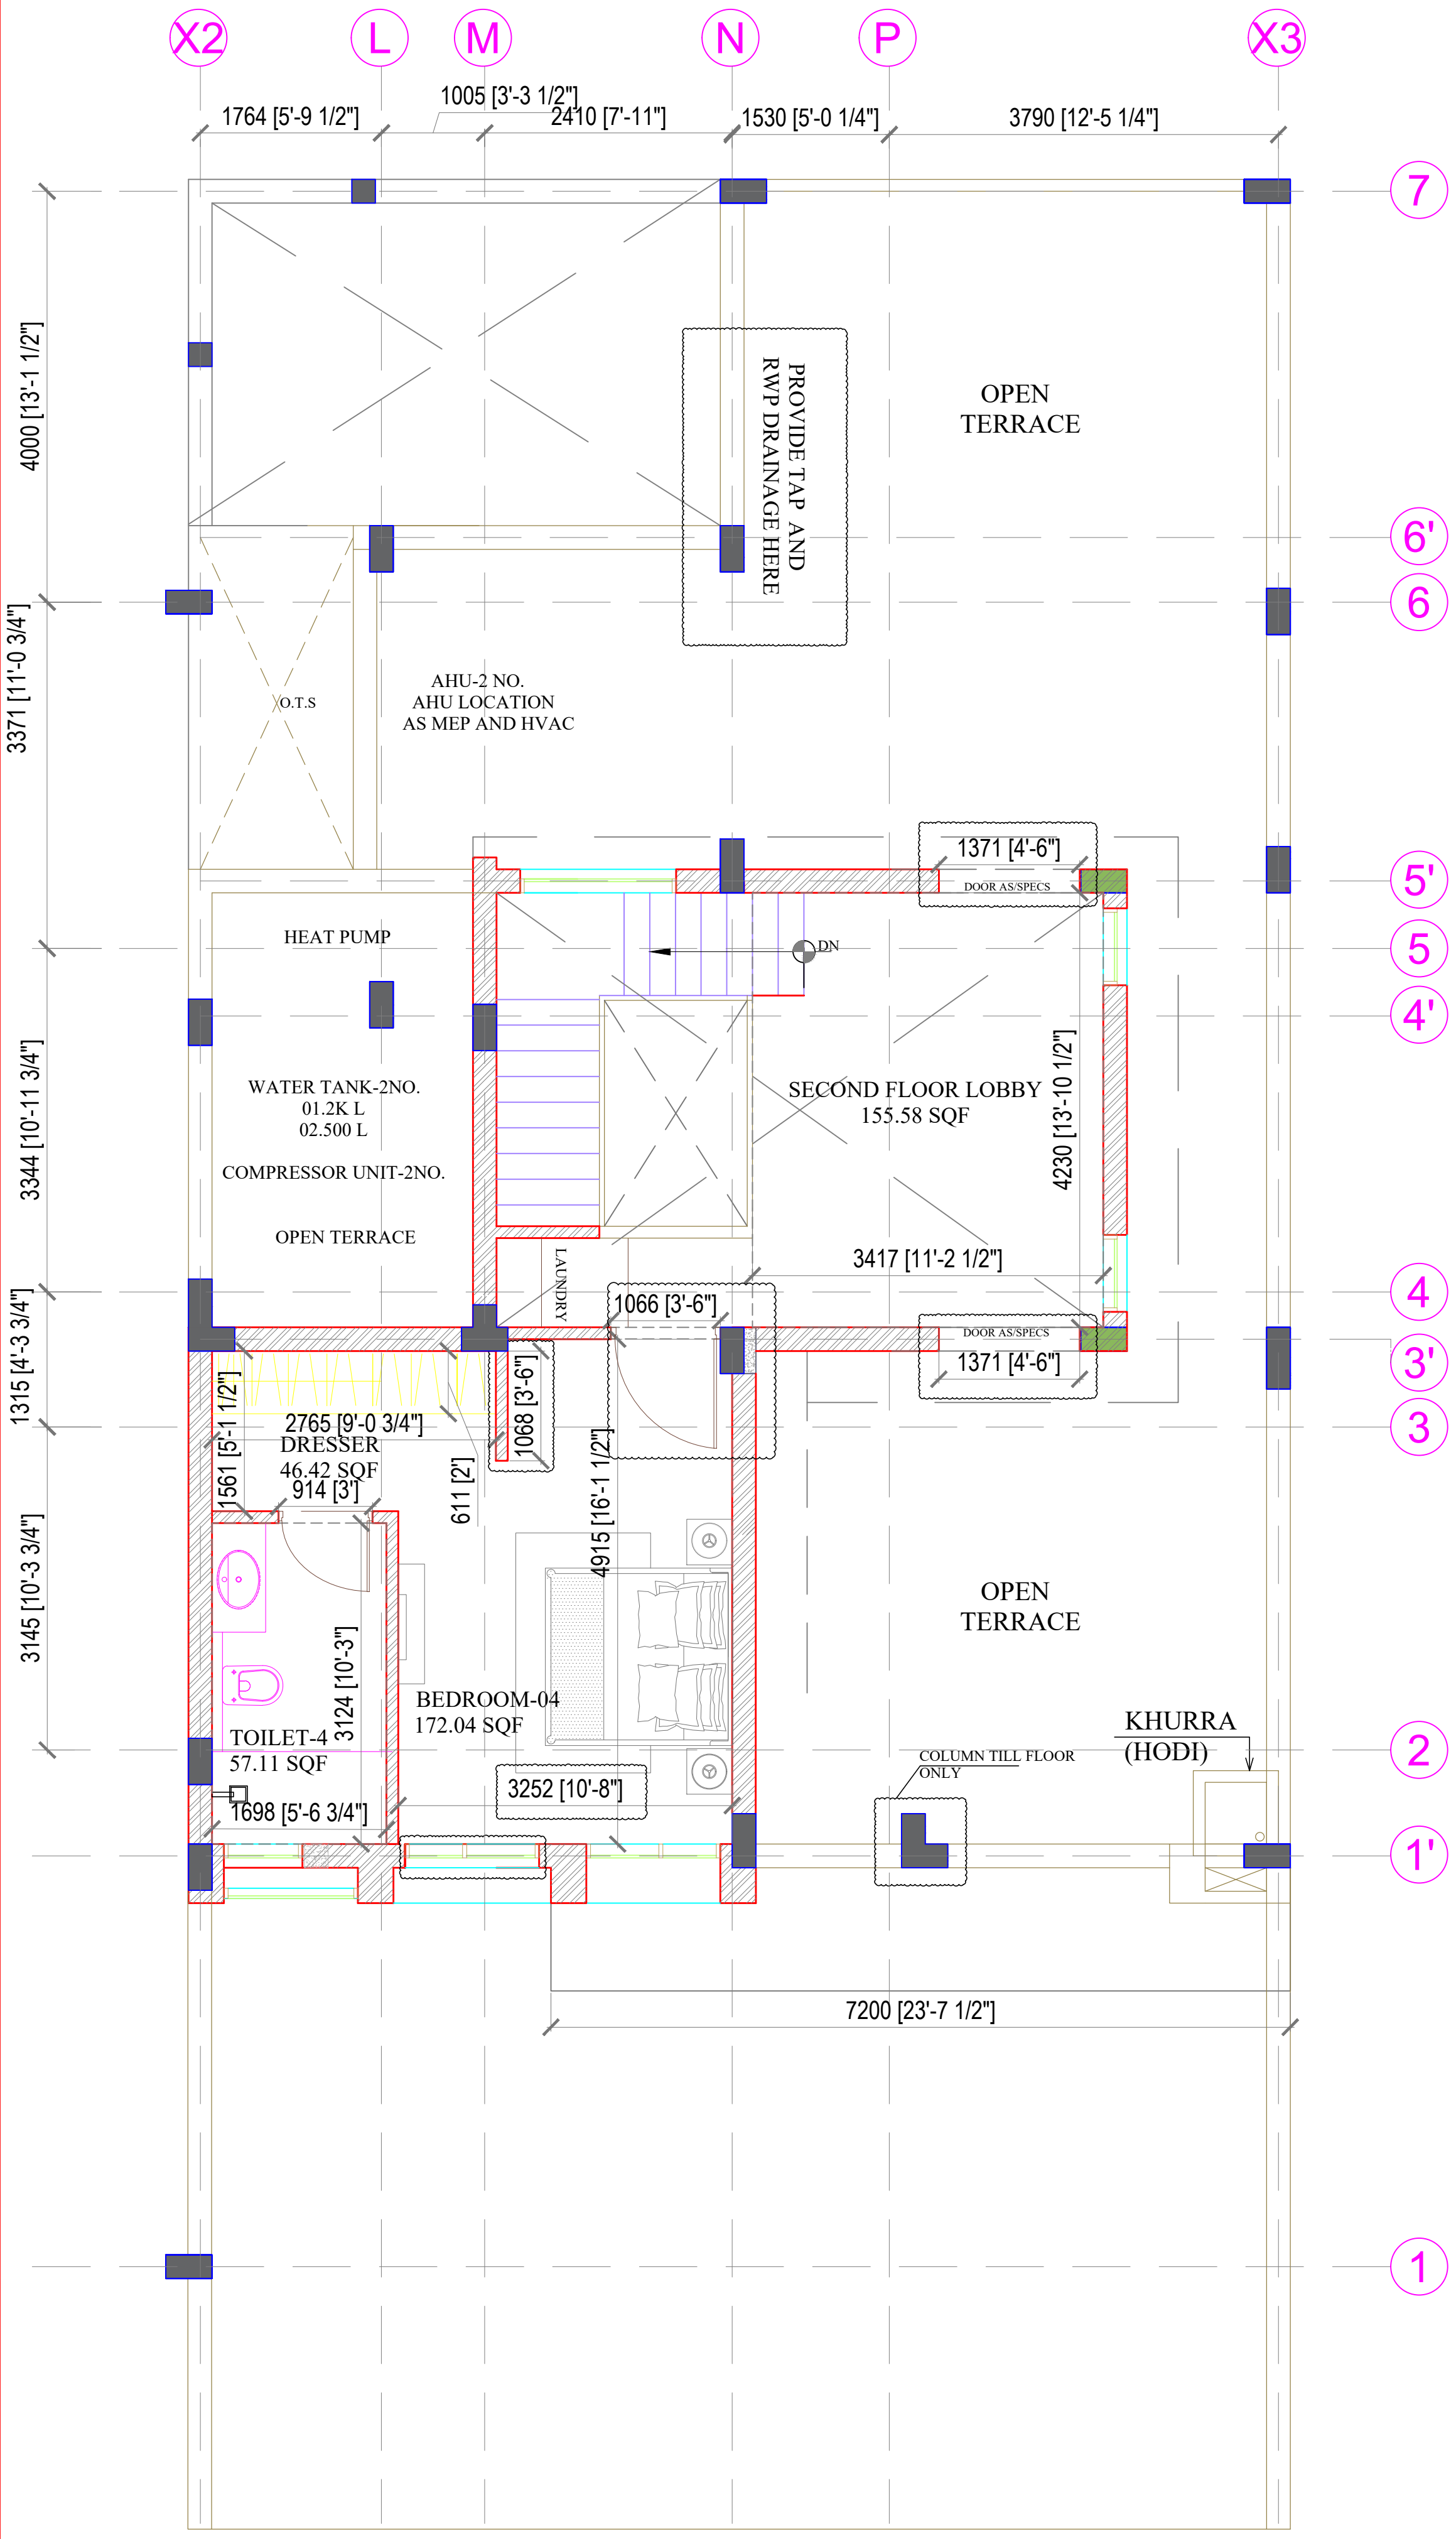 X2
L
M
N
P
X3
1005 [3'-3 1/2"]
1764 [5'-9 1/2"]
2410 [7'-11"]
1530 [5'-0 1/4"]
3790 [12'-5 1/4"]
7
4000 [13'-1 1/2"]
PROVIDE TAP AND
RWP DRAINAGE HERE
OPEN
TERRACE
6'
6
3371 [11'-0 3/4"]
O.T.S
AHU-2 NO.
AHU LOCATION
AS MEP AND HVAC
1371 [4'-6"]
DOOR AS/SPECS
5'
HEAT PUMP
DN
5
4'
3344 [10'-11 3/4"]
WATER TANK-2NO.
01.2K L
02.500 L
COMPRESSOR UNIT-2NO.
OPEN TERRACE
SECOND FLOOR LOBBY
155.58 SQF
4230 [13'-10 1/2"]
3417 [11'-2 1/2"]
LAUNDRY
4
1066 [3'-6"]
DOOR AS/SPECS
1371 [4'-6"]
3'
1315 [4'-3 3/4"]
1561 [5'-1 1/2"]
2765 [9'-0 3/4"]
1068 [3'-6"]
3
DRESSER
46.42 SQF
914 [3']
611 [2']
4915 [16'-1 1/2"]
3145 [10'-3 3/4"]
OPEN
TERRACE
3124 [10'-3"]
BEDROOM-04
172.04 SQF
TOILET-4
57.11 SQF
KHURRA
(HODI)
2
COLUMN TILL FLOOR
ONLY
3252 [10'-8"]
1698 [5'-6 3/4"]
1'
7200 [23'-7 1/2"]
1